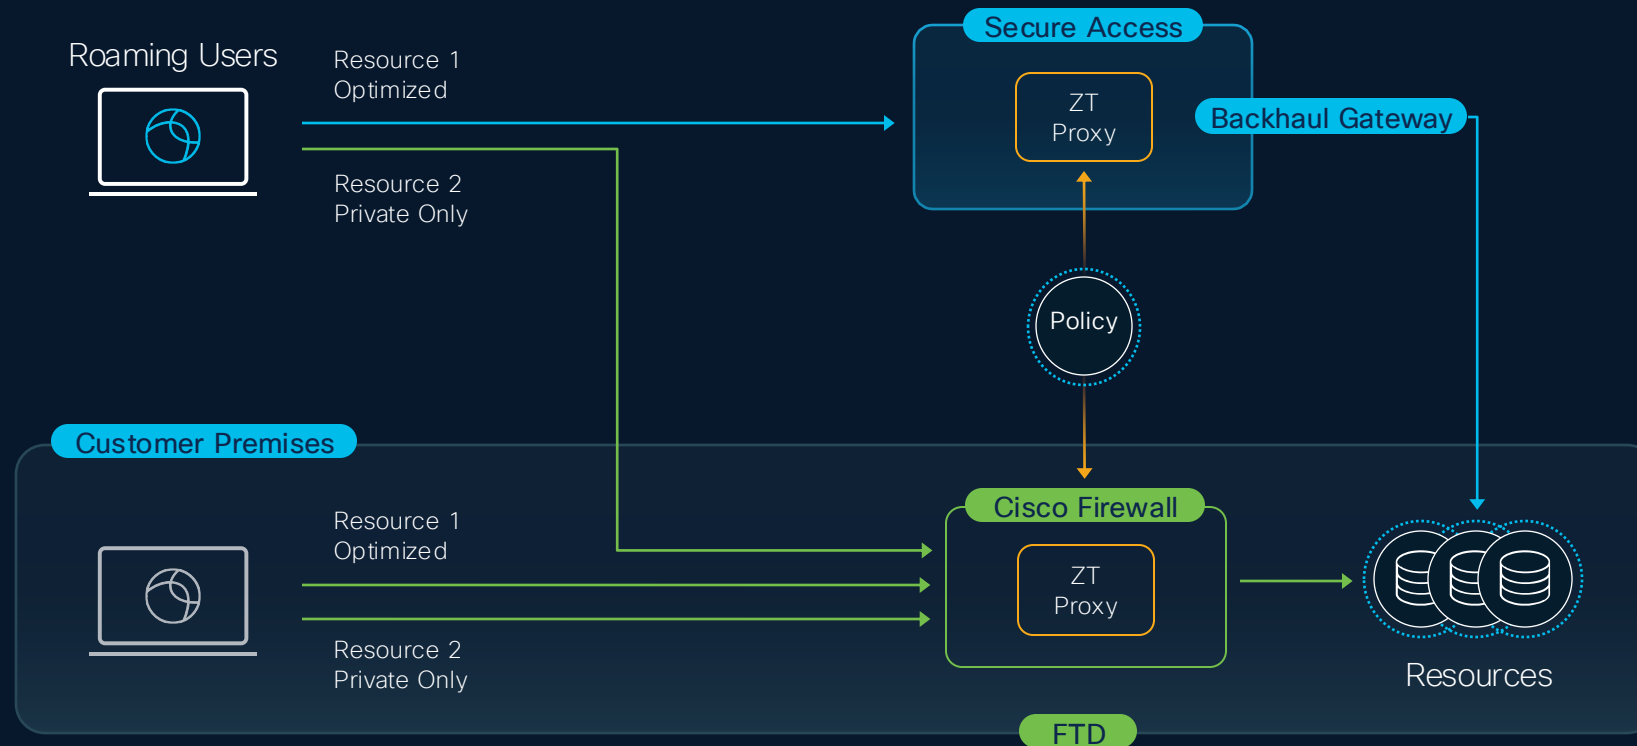 Secure Access
Roaming Users
Resource 1
Optimized
ZT
Proxy
Backhaul Gateway
Resource 2
Private Only
Policy
Customer Premises
Cisco Firewall
Resource 1
Optimized
ZT
Proxy
Resource 2
Private Only
Resources
FTD